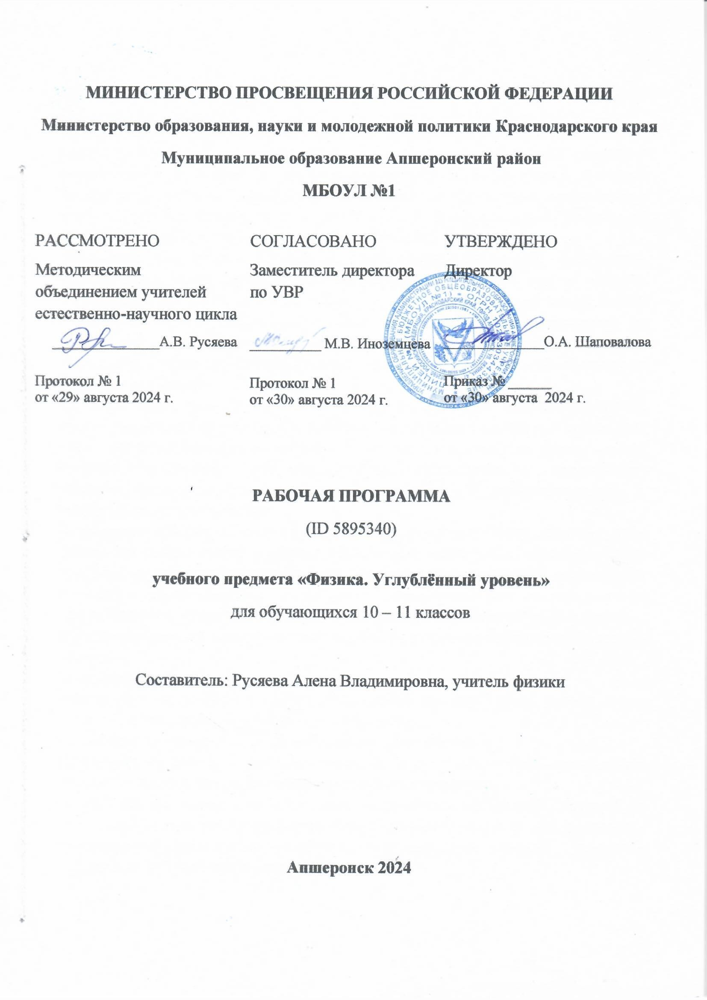 МИНИСТЕРСТВО ПРОСВЕЩЕНИЯ РОССИЙСКОЙ ФЕДЕРАЦИИ
Министерство образования, науки и молодежной политики Краснодарского края
Муниципальное образование Апшеронский район
МБОУЛ №1
РАССМОТРЕНО
Методическим
объединением учителей
естественно-научного цикла
______________А.В. Русяева
Протокол № 1
от «29» августа 2024 г.
СОГЛАСОВАНО
Заместитель директора
по УВР
__________ М.В. Иноземцева
Протокол № 1
от «30» августа 2024 г.
УТВЕРЖДЕНО
Директор
_____________О.А. Шаповалова
Приказ № ______
от «30» августа 2024 г.
РАБОЧАЯ ПРОГРАММА
(ID 5895340)
учебного предмета «Физика. Углублённый уровень»
для обучающихся 10 – 11 классов
Составитель: Русяева Алена Владимировна, учитель физики
Апшеронск 2024